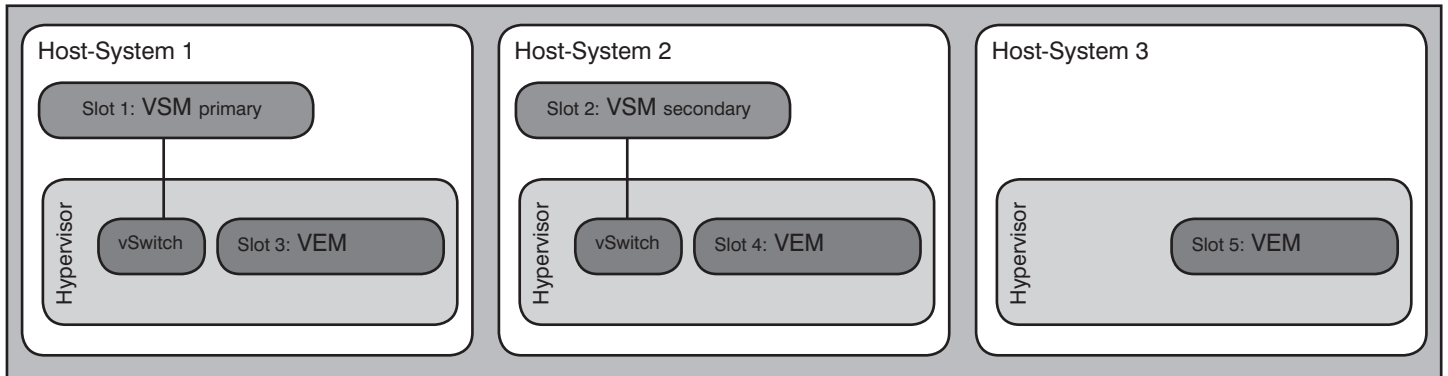 Host-System 1
Slot 1: VSM primary
Hypervisor
vSwitch
Slot 3: VEM
Host-System 2
Slot 2: VSM secondary
Hypervisor
vSwitch
Slot 4: VEM
Host-System 3
Hypervisor
Slot 5: VEM